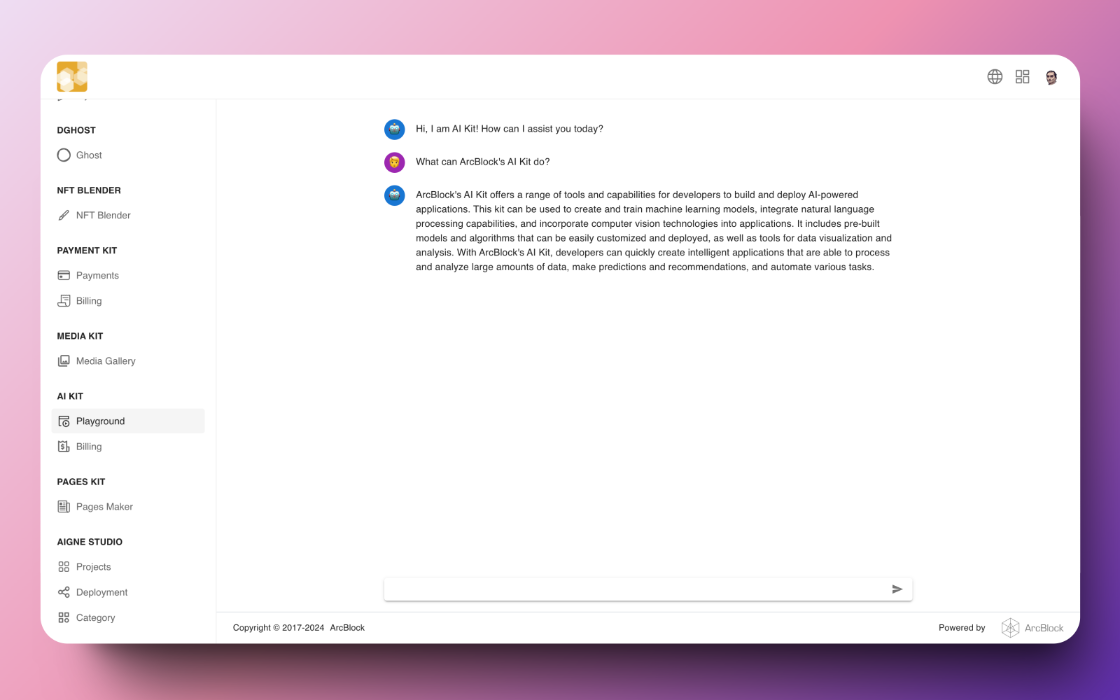 DGHOST
Ghost
NFT BLENDER
NFT Blender
PAYMENT KIT
Payments
Billing
MEDIA KIT
Media Gallery
AI KIT
Playground
Billing
PAGES KIT
Pages Maker
AIGNE STUDIO
Projects
Deployment
Category
Hi, I am AI Kit! How can I assist you today?
What can ArcBlock's AI Kit do?
ArcBlock's AI Kit offers a range of tools and capabilities for developers to build and deploy AI-powered
applications. This kit can be used to create and train machine learning models, integrate natural language
processing capabilities, and incorporate computer vision technologies into applications. It includes pre-built
models and algorithms that can be easily customized and deployed, as well as tools for data visualization and
analysis. With ArcBlock's AI Kit, developers can quickly create intelligent applications that are able to process
and analyze large amounts of data, make predictions and recommendations, and automate various tasks.
Copyright © 2017-2024 ArcBlock
Powered by ArcBlock